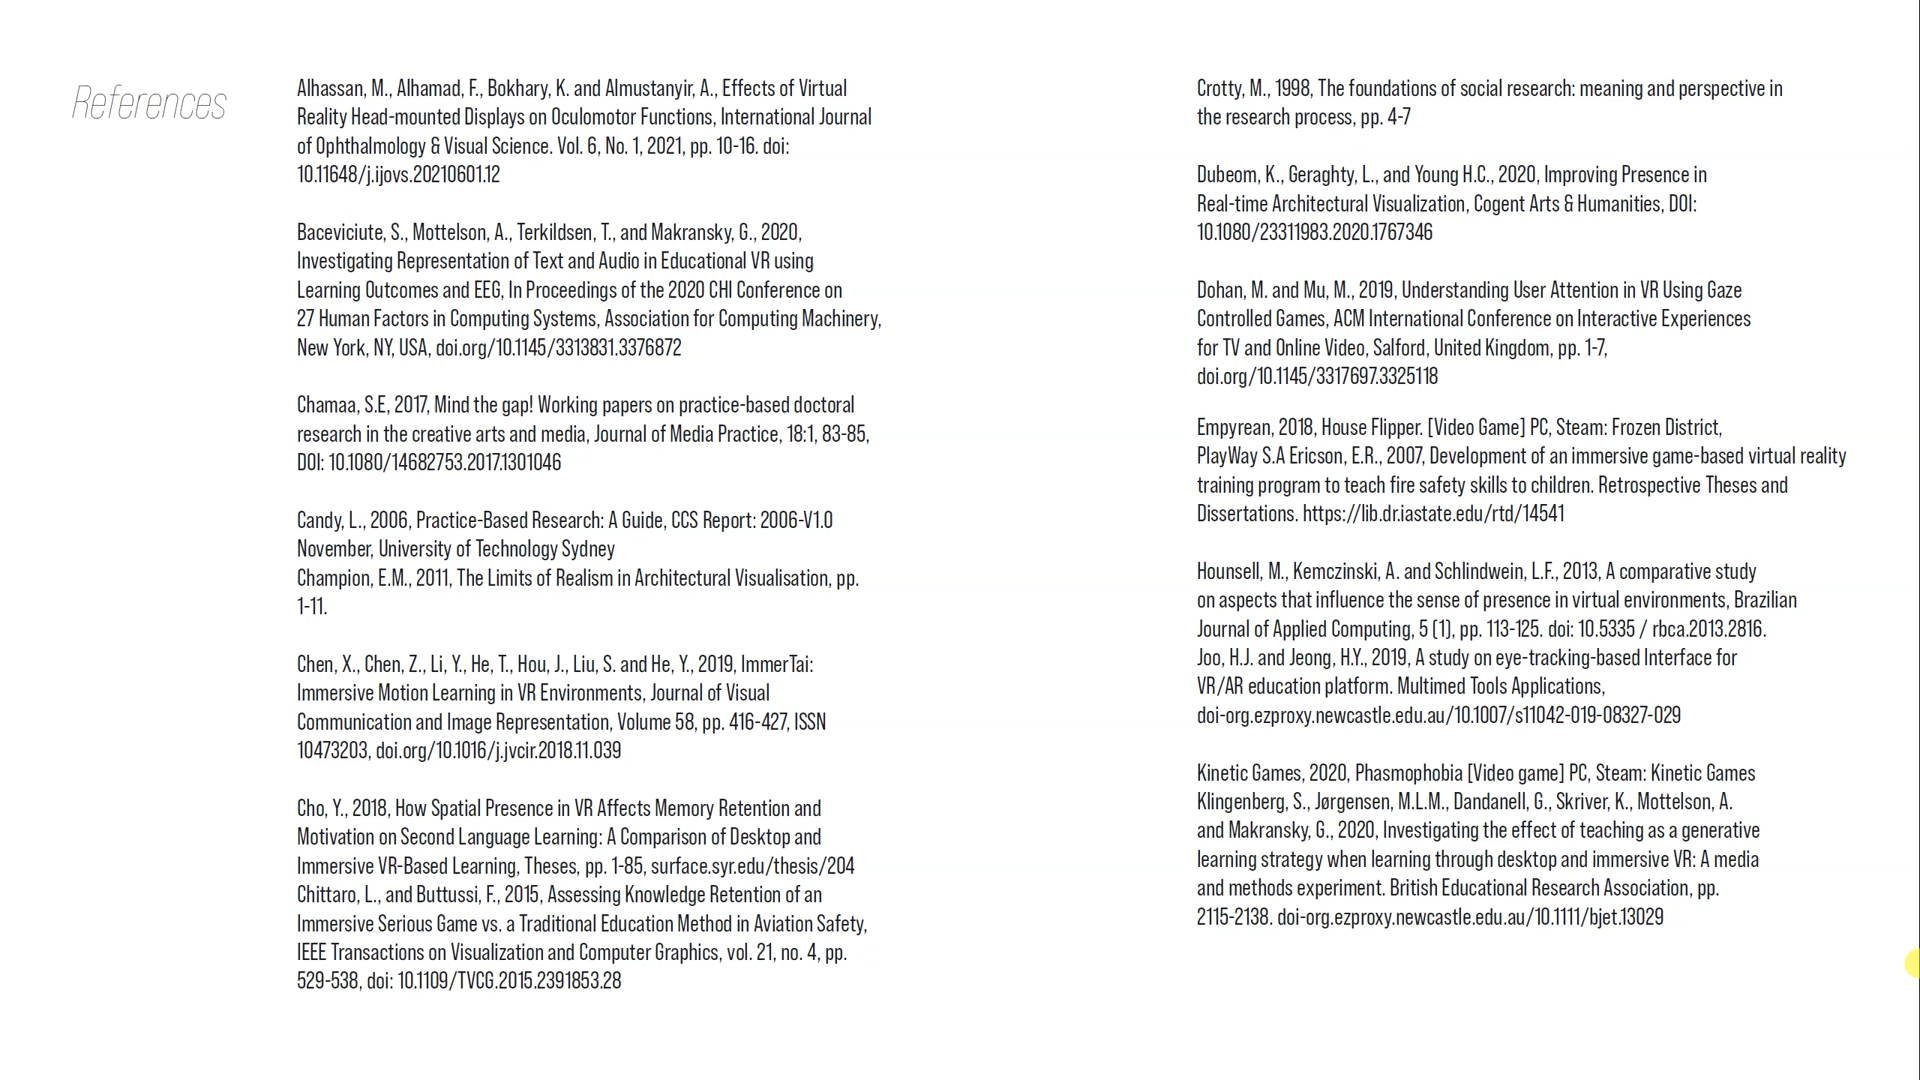 References
Alhassan, M., Alhamad, F., Bokhary, K. and Almustanyir, A., Effects of Virtual
Reality Head-mounted Displays on Oculomotor Functions, International Journal
of Ophthalmology & Visual Science. Vol. 6, No. 1, 2021, pp. 10-16. doi:
10.11648/j.ijovs.20210601.12
Baceviciute, S., Mottelson, A., Terkildsen, T., and Makransky, G., 2020,
Investigating Representation of Text and Audio in Educational VR using
Learning Outcomes and EEG, In Proceedings of the 2020 CHI Conference on
27 Human Factors in Computing Systems, Association for Computing Machinery,
New York, NY, USA, doi.org/10.1145/3313831.3376872
Chamaa, S.E, 2017, Mind the gap! Working papers on practice-based doctoral
research in the creative arts and media, Journal of Media Practice, 18:1, 83-85,
DOI: 10.1080/14682753.2017.1301046
Candy, L., 2006, Practice-Based Research: A Guide, CCS Report: 2006-V1.0
November, University of Technology Sydney
Champion, E.M., 2011, The Limits of Realism in Architectural Visualisation, pp.
1-11.
Chen, X., Chen, Z., Li, Y., He, T., Hou, J., Liu, S. and He, Y., 2019, ImmerTai:
Immersive Motion Learning in VR Environments, Journal of Visual
Communication and Image Representation, Volume 58, pp. 416-427, ISSN
10473203, doi.org/10.1016/j.jvcir.2018.11.039
Cho, Y., 2018, How Spatial Presence in VR Affects Memory Retention and
Motivation on Second Language Learning: A Comparison of Desktop and
Immersive VR-Based Learning, Theses, pp. 1-85, surface.syr.edu/thesis/204
Chittaro, L., and Buttussi, F., 2015, Assessing Knowledge Retention of an
Immersive Serious Game vs. a Traditional Education Method in Aviation Safety,
IEEE Transactions on Visualization and Computer Graphics, vol. 21, no. 4, pp.
529-538, doi: 10.1109/TVCG.2015.2391853.28
Crotty, M., 1998, The foundations of social research: meaning and perspective in
the research process, pp. 4-7
Dubeom, K., Geraghty, L., and Young H.C., 2020, Improving Presence in
Real-time Architectural Visualization, Cogent Arts & Humanities, DOI:
10.1080/23311983.2020.1767346
Dohan, M. and Mu, M., 2019, Understanding User Attention in VR Using Gaze
Controlled Games, ACM International Conference on Interactive Experiences
for TV and Online Video, Salford, United Kingdom, pp. 1-7,
doi.org/10.1145/3317697.3325118
Empyrean, 2018, House Flipper. [Video Game] PC, Steam: Frozen District,
PlayWay S.A Ericson, E.R., 2007, Development of an immersive game-based virtual reality
training program to teach fire safety skills to children. Retrospective Theses and
Dissertations. https://lib.dr.iastate.edu/rtd/14541
Hounsell, M., Kemczinski, A. and Schlindwein, L.F., 2013, A comparative study
on aspects that influence the sense of presence in virtual environments, Brazilian
Journal of Applied Computing, 5 (1), pp. 113-125. doi: 10.5335 / rbca.2013.2816.
Joo, H.J. and Jeong, H.Y., 2019, A study on eye-tracking-based Interface for
VR/AR education platform. Multimed Tools Applications,
doi-org.ezproxy.newcastle.edu.au/10.1007/s11042-019-08327-029
Kinetic Games, 2020, Phasmophobia [Video game] PC, Steam: Kinetic Games
Klingenberg, S., Jørgensen, M.L.M., Dandanell, G., Skriver, K., Mottelson, A.
and Makransky, G., 2020, Investigating the effect of teaching as a generative
learning strategy when learning through desktop and immersive VR: A media
and methods experiment. British Educational Research Association, pp.
2115-2138. doi-org.ezproxy.newcastle.edu.au/10.1111/bjet.13029